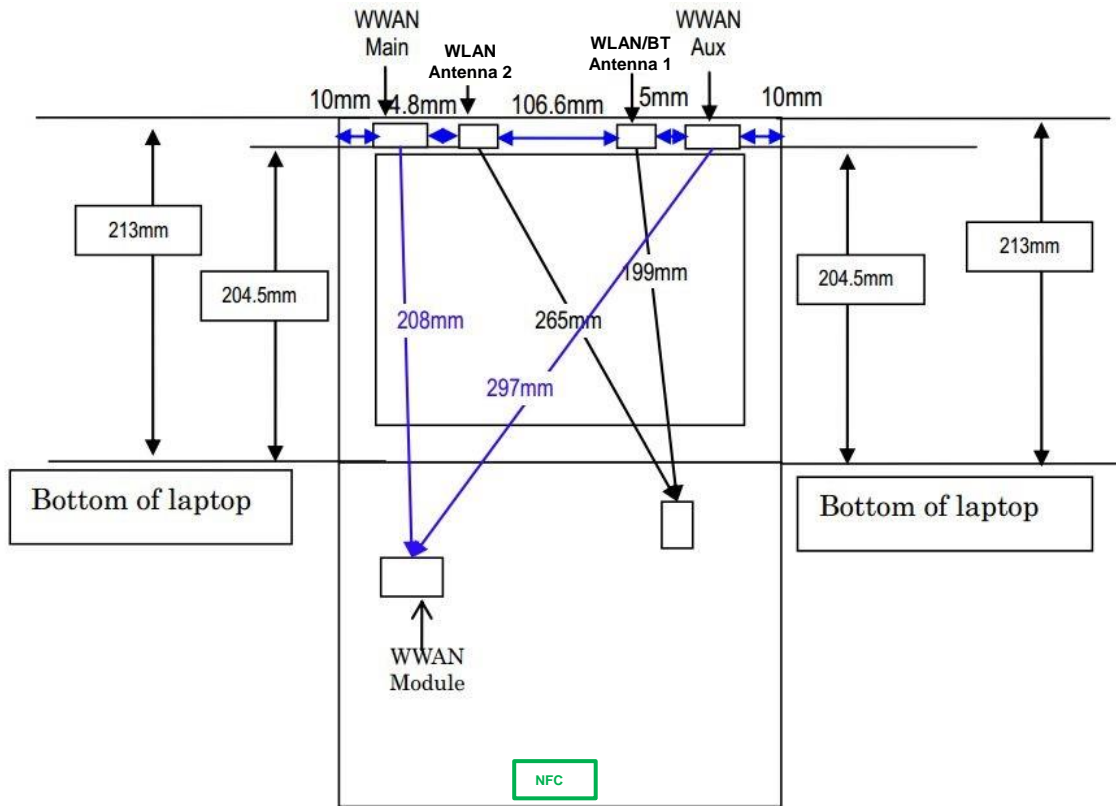 WWAN
Main
WLAN
Antenna 2
WLAN/BT
Antenna 1
WWAN
Aux
10mm
4.8mm
106.6mm
5mm
10mm
213mm
204.5mm
208mm
265mm
199mm
297mm
204.5mm
213mm
Bottom of laptop
Bottom of laptop
WWAN
Module
NFC